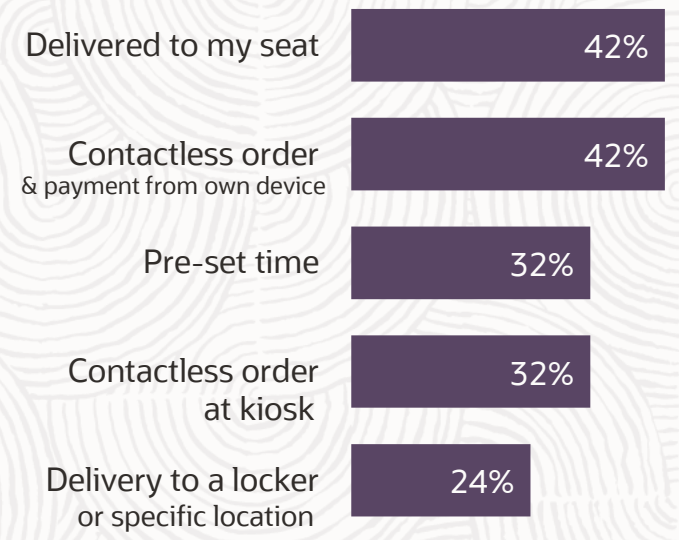 Delivered to my seat 42%
Contactless order 42%
& payment from own device
Pre-set time 32%
Contactless order
at kiosk 32%
Delivery to a locker
or specific location 24%